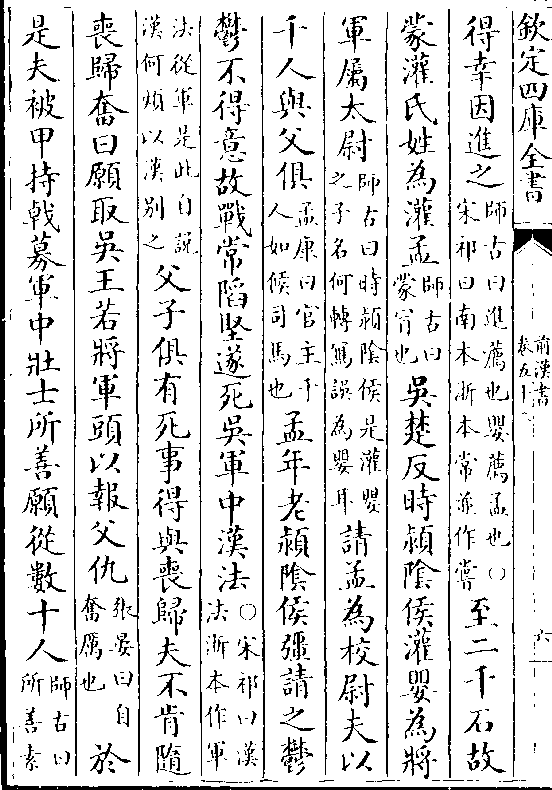 欽定四庫全書
前漢書
卷五十二
六
得幸因進之師古曰進薦也嬰薦孟也○宋祁曰南本浙本常並作嘗至二千石故
蒙灌氏姓為灌孟師古曰蒙冒也吳楚反時潁陰侯灌嬰為將
軍屬太尉師古曰時潁陰侯是灌嬰之子名何轉寫誤為嬰耳請孟為校尉夫以
千人與父俱孟康曰官主千人如候司馬也孟年老潁陰侯彊請之鬱
鬱不得意故戰常陷堅遂死吳軍中漢法○宋祁曰漢法浙本作軍
法從軍是此自說漢何煩以漢別之父子俱有死事得與喪歸夫不肯隨
喪歸奮曰願取吳王若將軍頭以報父仇張晏曰自奮厲也於
是夫被甲持戟募軍中壯士所善願從數十人師古曰所善素